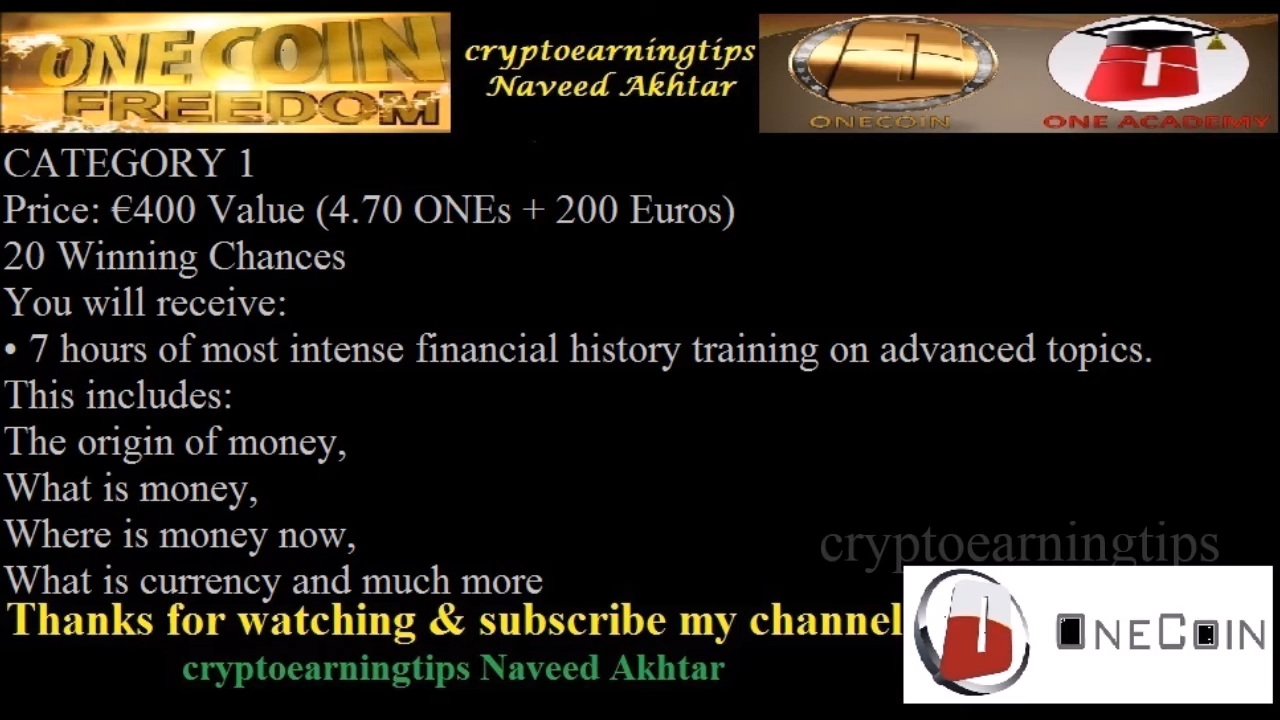 ONE COIN
FREEDOM
cryptoearningtips
Naveed Akhtar
ONECOIN
ONE ACADEMY
CATEGORY 1
Price: €400 Value (4.70 ONEs + 200 Euros)
20 Winning Chances
You will receive:
• 7 hours of most intense financial history training on advanced topics.
This includes:
The origin of money,
What is money,
Where is money now,
What is currency and much more
cryptoearningtips
Thanks for watching & subscribe my channel
cryptoearningtips Naveed Akhtar
ONECOIN